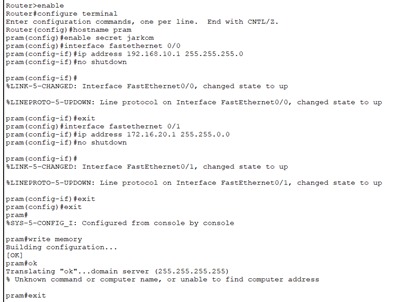 Router>enable
Router#configure terminal
Enter configuration commands, one per line.  End with CNTL/Z.
Router(config)#hostname pram
pram(config)#enable secret jarkom
pram(config)#interface fastethernet 0/0
pram(config-if)#ip address 192.168.10.1 255.255.255.0
pram(config-if)#no shutdown
pram(config-if)#
%LINK-5-CHANGED: Interface FastEthernet0/0, changed state to up
%LINEPROTO-5-UPDOWN: Line protocol on Interface FastEthernet0/0, changed state to up
pram(config-if)#exit
pram(config)#interface fastethernet 0/1
pram(config-if)#ip address 172.16.20.1 255.255.0.0
pram(config-if)#no shutdown
pram(config-if)#
%LINK-5-CHANGED: Interface FastEthernet0/1, changed state to up
%LINEPROTO-5-UPDOWN: Line protocol on Interface FastEthernet0/1, changed state to up
pram(config-if)#exit
pram(config)#exit
pram#
%SYS-5-CONFIG_I: Configured from console by console
pram#write memory
Building configuration...
[OK]
pram#ok
Translating "ok"...domain server (255.255.255.255)
% Unknown command or computer name, or unable to find computer address
pram#exit